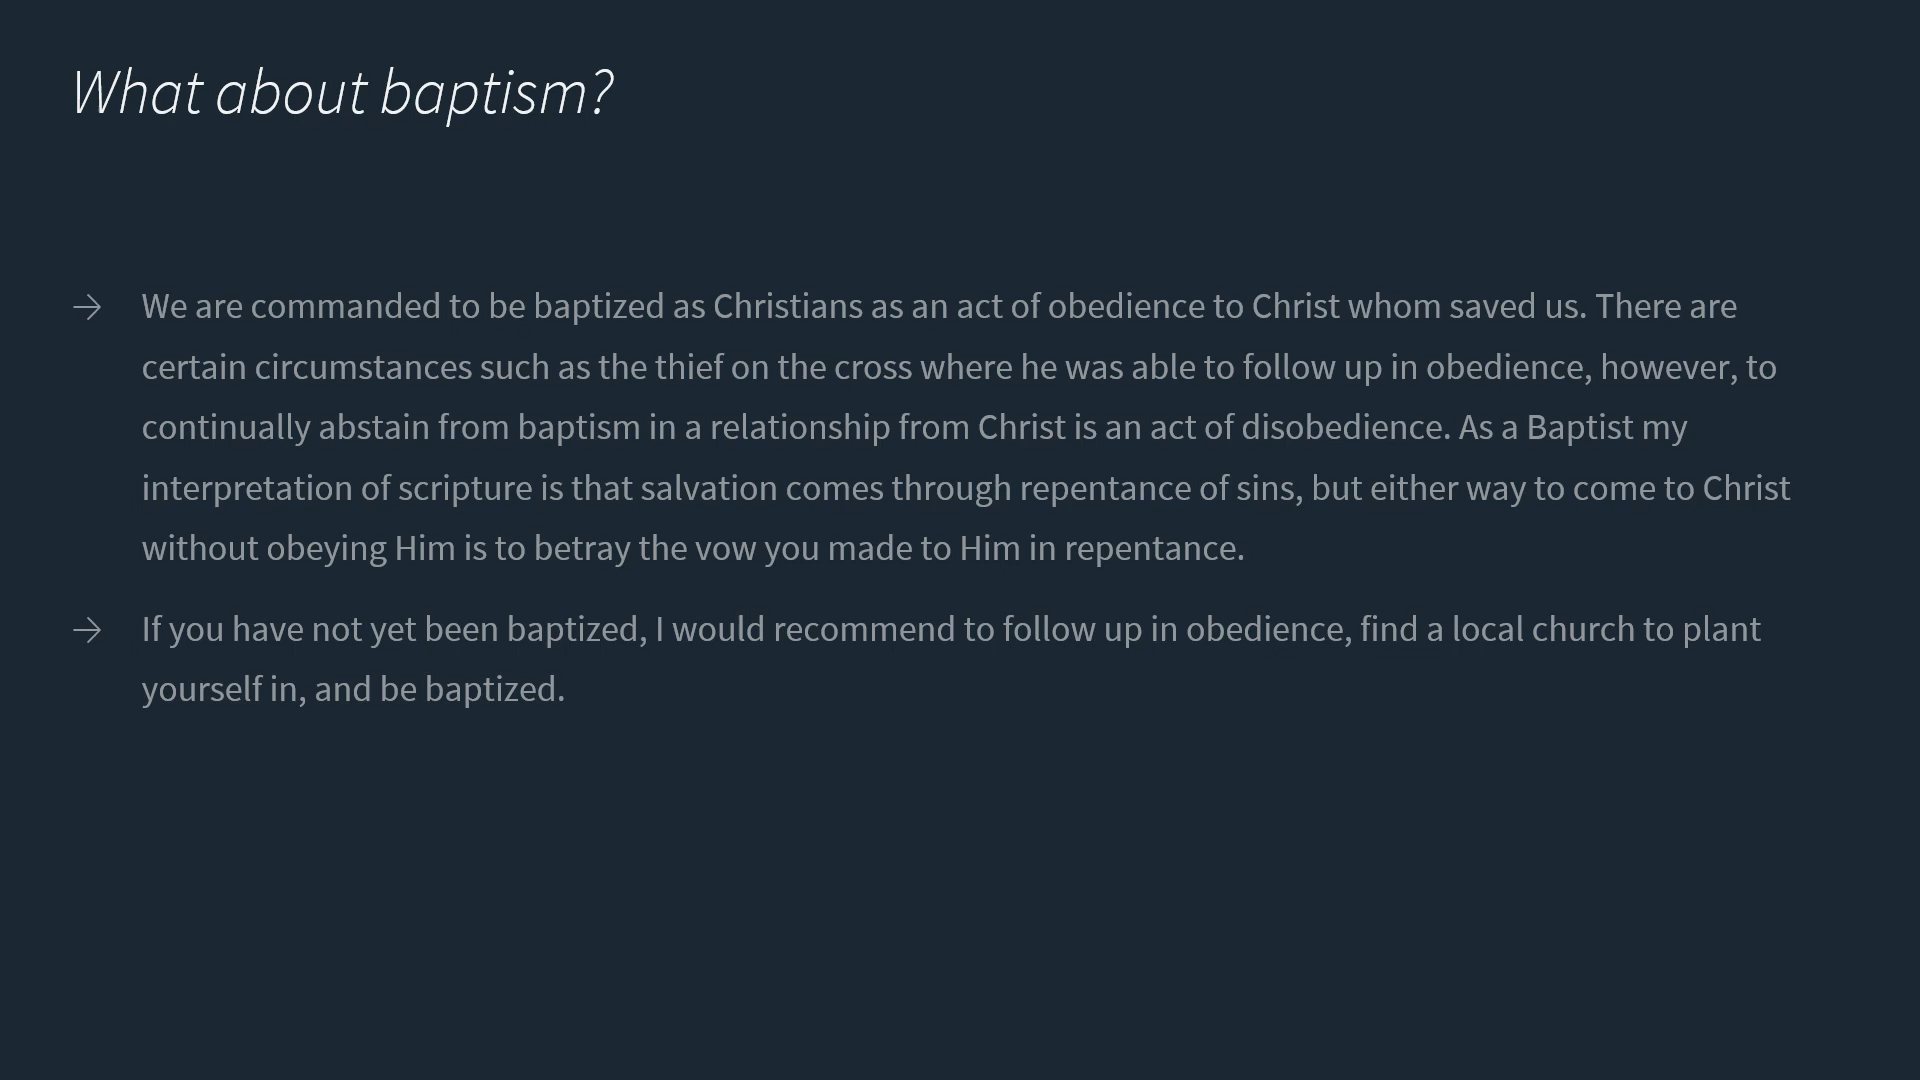 What about baptism?
→ We are commanded to be baptized as Christians as an act of obedience to Christ whom saved us. There are
certain circumstances such as the thief on the cross where he was able to follow up in obedience, however, to
continually abstain from baptism in a relationship from Christ is an act of disobedience. As a Baptist my
interpretation of scripture is that salvation comes through repentance of sins, but either way to come to Christ
without obeying Him is to betray the vow you made to Him in repentance.
→ If you have not yet been baptized, I would recommend to follow up in obedience, find a local church to plant
yourself in, and be baptized.